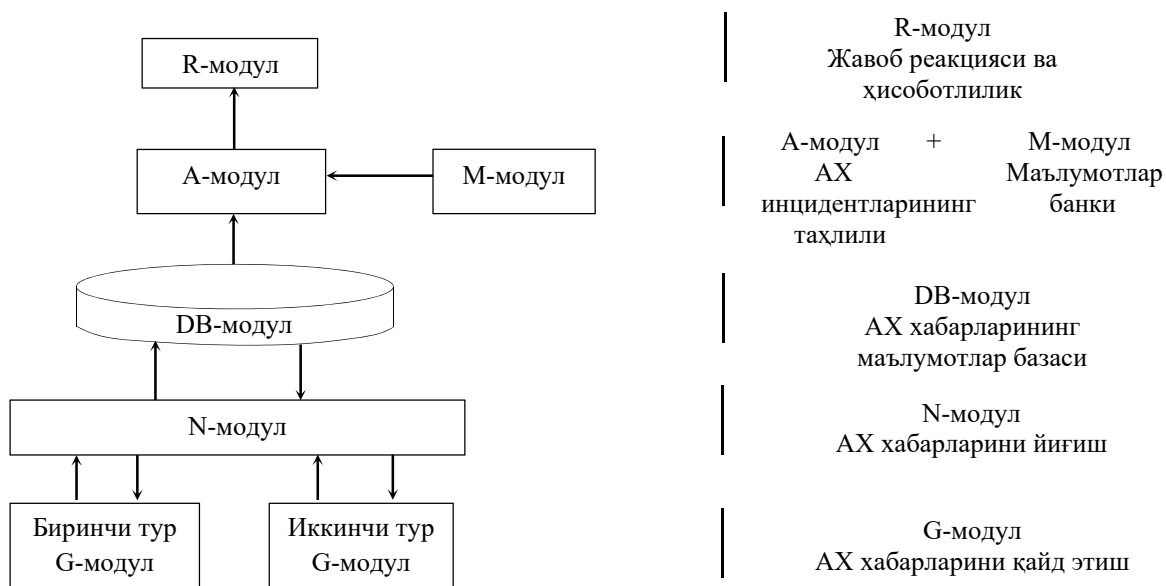 R-модул
А-модул
М-модул
DB-модул
N-модул
Биринчи тур
G-модул
Иккинчи тур
G-модул
R-модул
Жавоб реакцияси ва
ҳисоботлилик
А-модул + М-модул
АХ Маълумотлар
инцидентларининг банки
таҳлили
DB-модул
АХ хабарларининг
маълумотлар базаси
N-модул
АХ хабарларини йиғиш
G-модул
АХ хабарларини қайд этиш